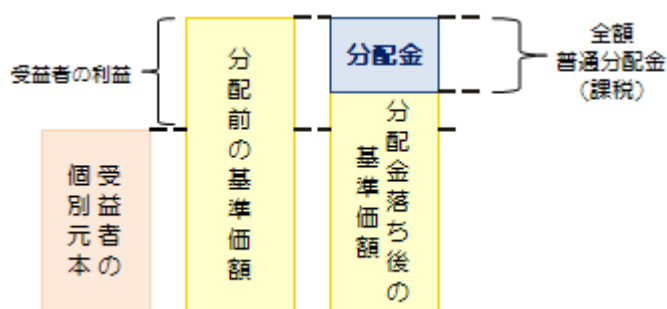 受益者の利益
受益者の
個別元本
分配前の基準価額
分配金
分配金落ち後の
基準価額
全額
普通分配金
(課税)